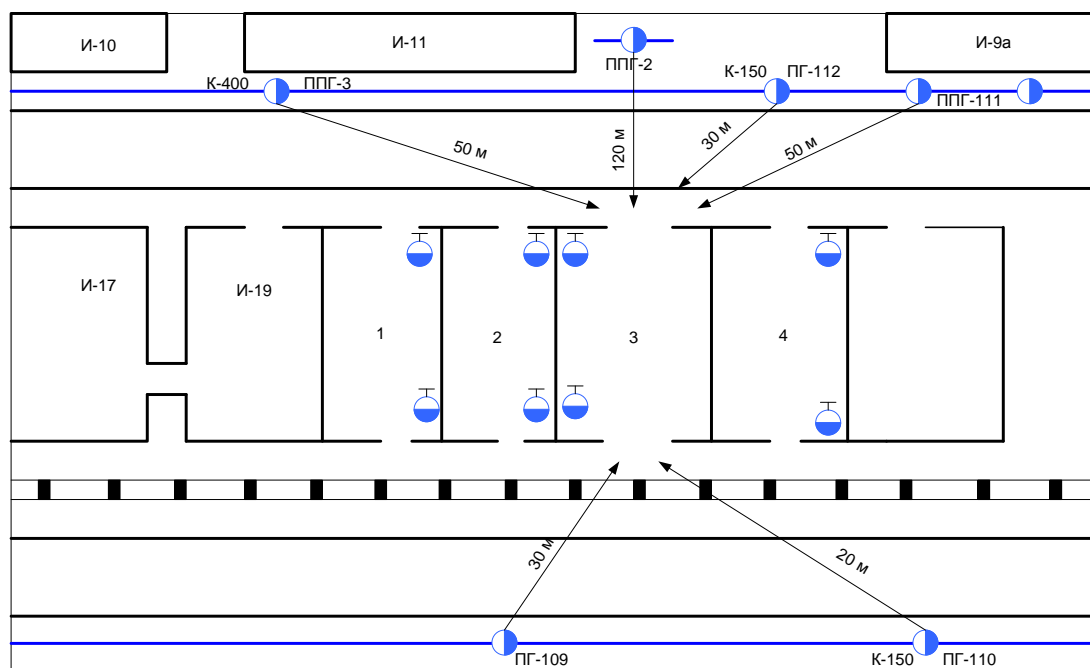 И-10
И-11
И-9а
ППГ-2
К-400
ППГ-3
К-150
ПГ-112
ППГ-111
50 м
120 м
30 м
50 м
И-17
И-19
1
2
3
4
30 м
20 м
ПГ-109
К-150
ПГ-110